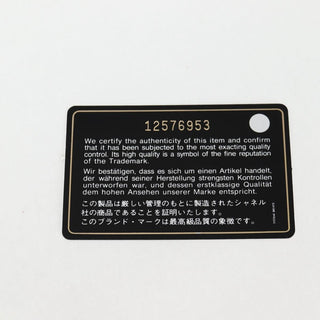 12576953
We certify the authenticity of this item and confirm
that it has been subjected to the most exacting quality
control. Its high quality is a symbol of the fine reputation
of the Trademark.
Wir bestätigen, dass es sich um einen Artikel handelt,
der während seiner Herstellung strengsten Kontrollen
unterworfen war, und dessen erstklassige Qualität
dem hohen Ansehen unserer Marke entspricht.
この製品は厳しい管理のもとに製造されたシャネル
社の商品であることを証明いたします。
このブランド・マークは最高級品質の象徴です。